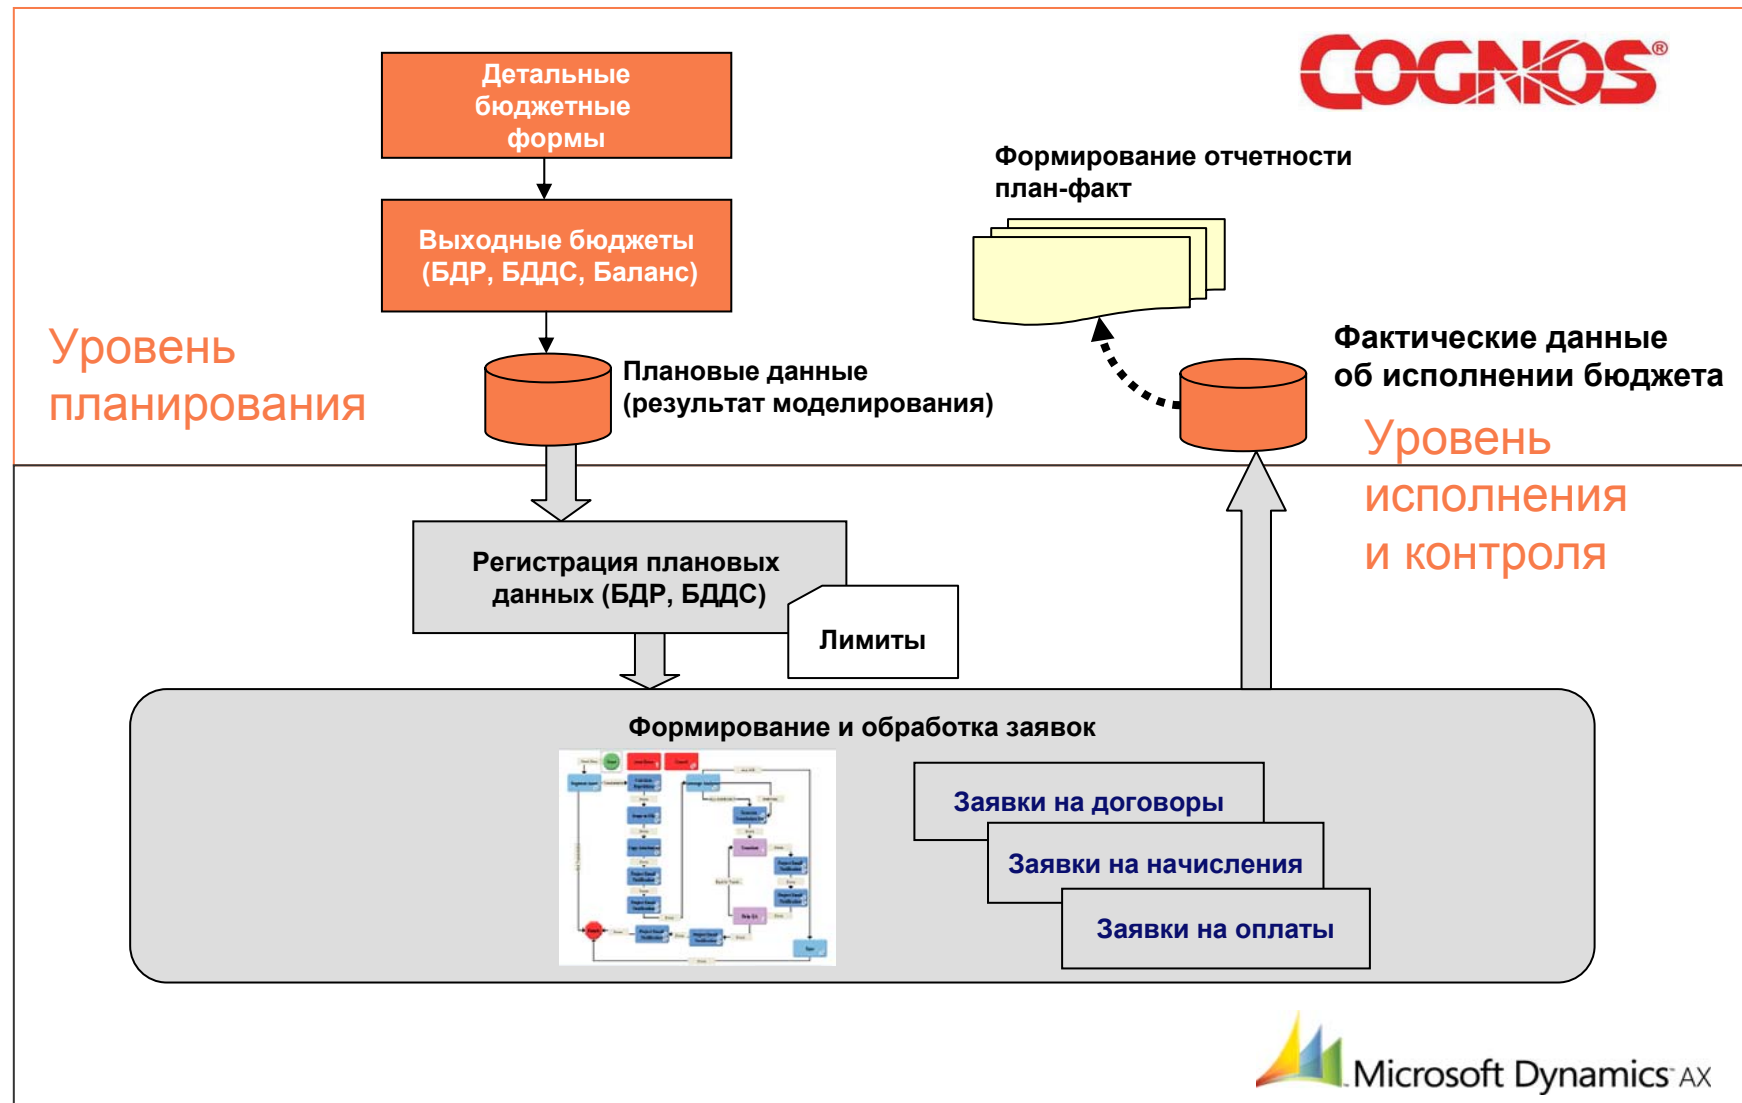 COGNOS®
Детальные
бюджетные
формы
Формирование отчетности
план-факт
Выходные бюджеты
(БДР, БДДС, Баланс)
Уровень
планирования
Плановые данные
(результат моделирования)
Фактические данные
об исполнении бюджета
Уровень
исполнения
и контроля
Регистрация плановых
данных (БДР, БДДС)
Лимиты
Формирование и обработка заявок
Заявки на договоры
Заявки на начисления
Заявки на оплаты
Microsoft Dynamics AX